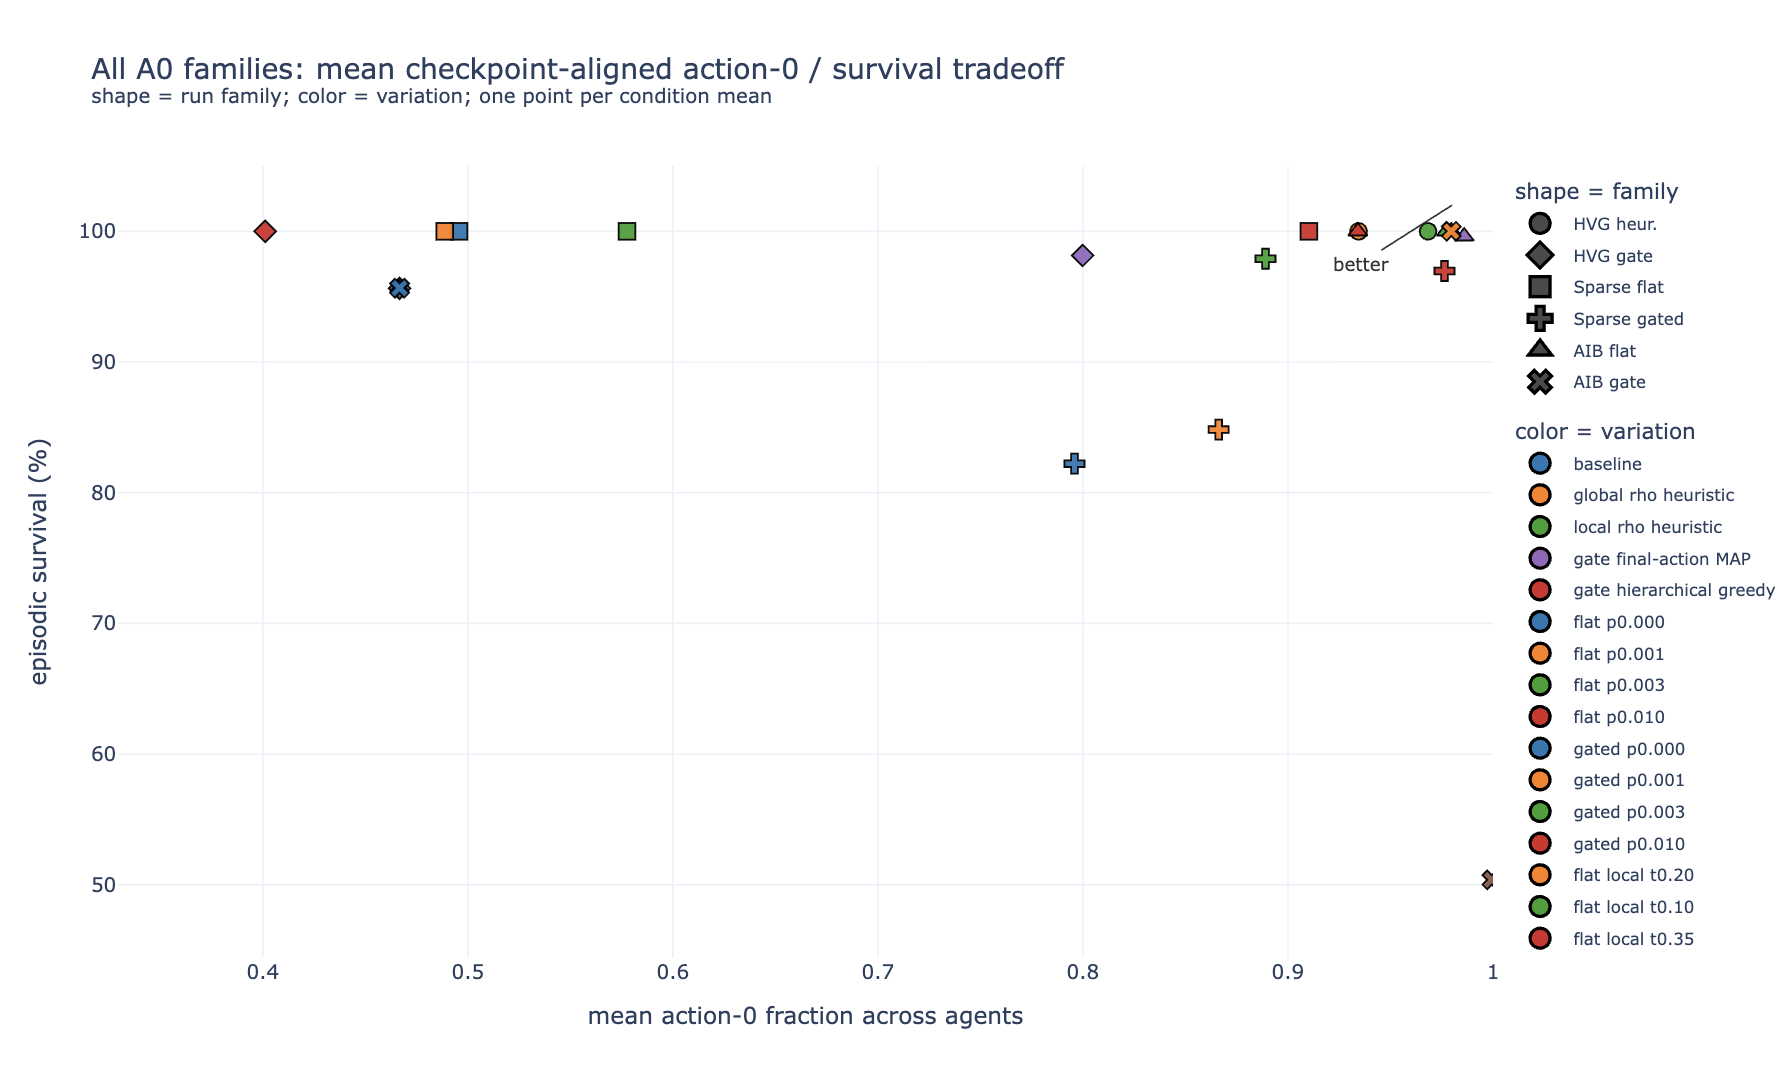 All A0 families: mean checkpoint-aligned action-0 / survival tradeoff
shape = run family; color = variation; one point per condition mean
episodic survival (%)
100
90
80
70
60
50
better
0.4
0.5
0.6
0.7
0.8
0.9
1
mean action-0 fraction across agents
shape = family
HVG heur.
HVG gate
Sparse flat
Sparse gated
AIB flat
AIB gate
color = variation
baseline
global rho heuristic
local rho heuristic
gate final-action MAP
gate hierarchical greedy
flat p0.000
flat p0.001
flat p0.003
flat p0.010
gated p0.000
gated p0.001
gated p0.003
gated p0.010
flat local t0.20
flat local t0.10
flat local t0.35